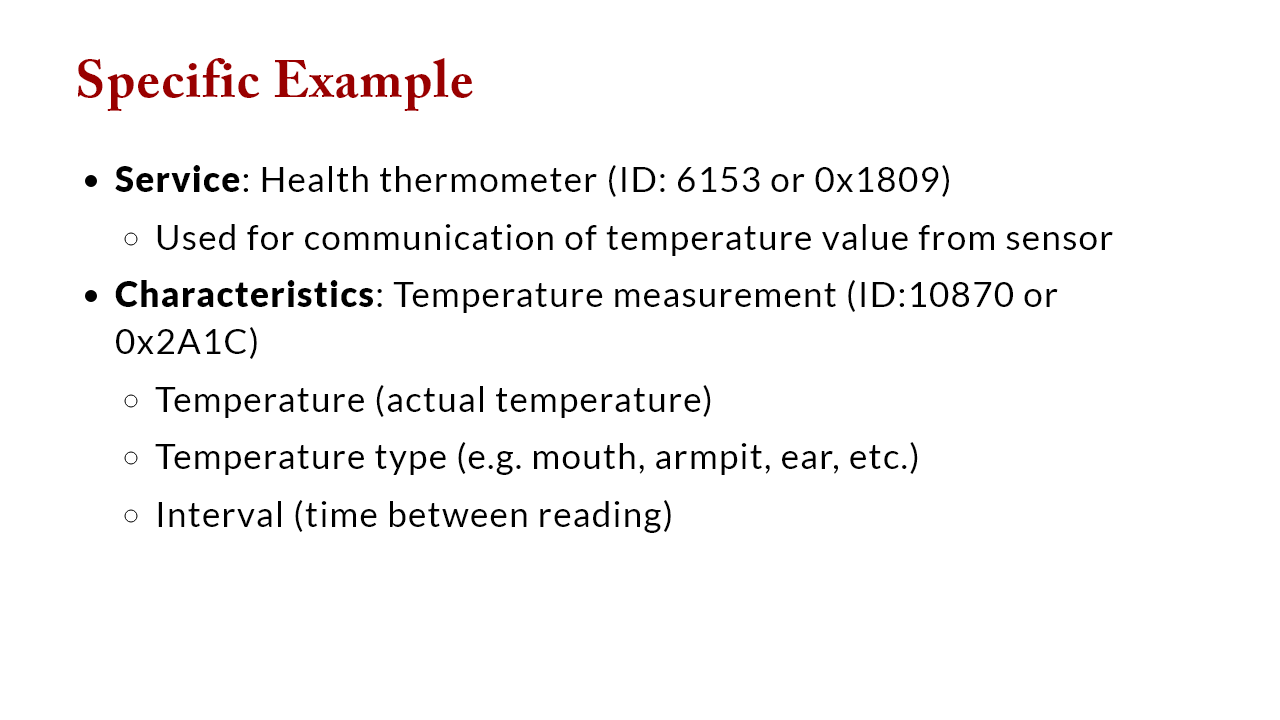 Specific Example
• Service: Health thermometer (ID: 6153 or 0x1809)
○ Used for communication of temperature value from sensor
• Characteristics: Temperature measurement (ID:10870 or
0x2A1C)
○ Temperature (actual temperature)
○ Temperature type (e.g. mouth, armpit, ear, etc.)
○ Interval (time between reading)